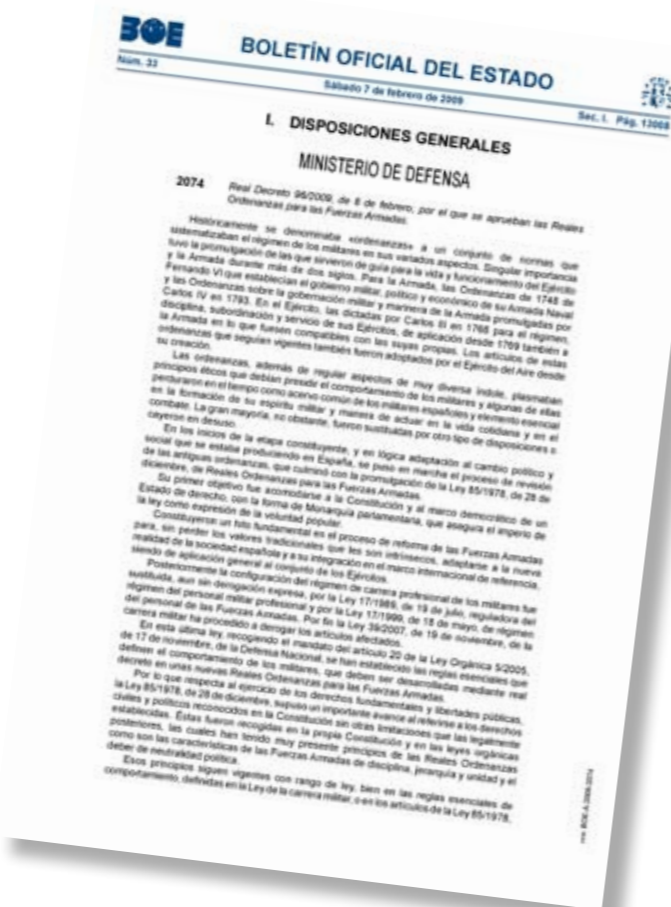 BOE
BOLETÍN OFICIAL DEL ESTADO
Núm. 33
Sábado 7 de febrero de 2009
Sec. I. Pág. 13008
I. DISPOSICIONES GENERALES
MINISTERIO DE DEFENSA
2074 Real Decreto 96/2009, de 6 de febrero, por el que se aprueban las Reales
Ordenanzas para las Fuerzas Armadas.
Históricamente se denominaba «ordenanzas» a un conjunto de normas que
sistematizaban el régimen de los militares en sus variados aspectos. Singular importancia
tuvo la promulgación de las que sirvieron de guía para la vida y funcionamiento del Ejército
y la Armada durante más de dos siglos. Para la Armada, las Ordenanzas de 1748 de
Fernando VI que establecían el gobierno militar, político y económico de su Armada Naval
y las Ordenanzas sobre la gobernación militar y marinera de la Armada promulgadas por
Carlos IV en 1793. En el Ejército, las dictadas por Carlos III en 1768 para el régimen,
disciplina, subordinación y servicio de sus Ejércitos, de aplicación desde 1769 también a
la Armada en lo que fuesen compatibles con las suyas propias. Los artículos de estas
ordenanzas que seguían vigentes también fueron adoptados por el Ejército del Aire desde
su creación.
Las ordenanzas, además de regular aspectos de muy diversa índole, plasmaban
principios éticos que debían presidir el comportamiento de los militares y algunas de ellas
perduraron en el tiempo como acervo común de los militares españoles y elemento esencial
en la formación de su espíritu militar y manera de actuar en la vida cotidiana y en el
combate. La gran mayoría, no obstante, fueron sustituidas por otro tipo de disposiciones o
cayeron en desuso.
En los inicios de la etapa constituyente, y en lógica adaptación al cambio político y
social que se estaba produciendo en España, se puso en marcha el proceso de revisión
de las antiguas ordenanzas, que culminó con la promulgación de la Ley 85/1978, de 28 de
diciembre, de Reales Ordenanzas para las Fuerzas Armadas.
Su primer objetivo fue acomodarse a la Constitución y al marco democrático de un
Estado de derecho, con la forma de Monarquía parlamentaria, que asegura el imperio de
la ley como expresión de la voluntad popular.
Constituyeron un hito fundamental en el proceso de reforma de las Fuerzas Armadas
para, sin perder los valores tradicionales que les son intrínsecos, adaptarse a la nueva
realidad de la sociedad española y a su integración en el marco internacional de referencia,
siendo de aplicación general al conjunto de los Ejércitos.
Posteriormente la configuración del régimen de carrera profesional de los militares fue
sustituida, aun sin derogación expresa, por la Ley 17/1989, de 19 de julio, reguladora del
régimen del personal militar profesional y por la Ley 17/1999, de 18 de mayo, de régimen
del personal de las Fuerzas Armadas. Por fin la Ley 39/2007, de 19 de noviembre, de la
carrera militar ha procedido a derogar los artículos afectados.
En esta última ley, recogiendo el mandato del artículo 20 de la Ley Orgánica 5/2005,
de 17 de noviembre, de la Defensa Nacional, se han establecido las reglas esenciales que
definen el comportamiento de los militares, que deben ser desarrolladas mediante real
decreto en unas nuevas Reales Ordenanzas para las Fuerzas Armadas.
Por lo que respecta al ejercicio de los derechos fundamentales y libertades públicas,
la Ley 85/1978, de 28 de diciembre, supuso un importante avance al referirse a los derechos
civiles y políticos reconocidos en la Constitución sin otras limitaciones que las legalmente
establecidas. Éstas fueron recogidas en la propia Constitución y en las leyes orgánicas
posteriores, las cuales han tenido muy presente principios de las Reales Ordenanzas
como son las características de las Fuerzas Armadas de disciplina, jerarquía y unidad y el
deber de neutralidad política.
Esos principios siguen vigentes con rango de ley, bien en las reglas esenciales de
comportamiento, definidas en la Ley de la carrera militar, o en los artículos de la Ley 85/1978,
cve: BOE-A-2009-2074